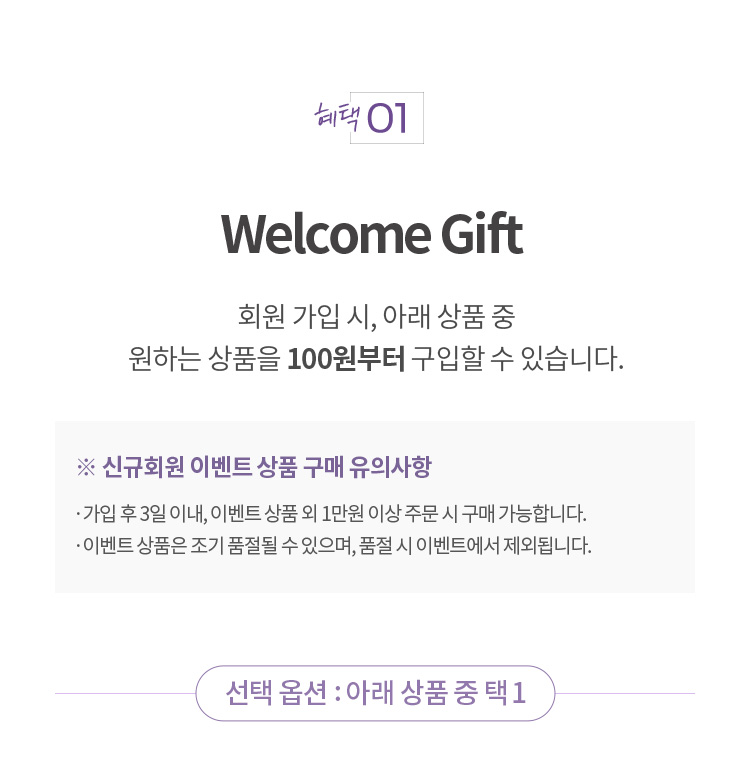 혜택 01
Welcome Gift
회원 가입 시, 아래 상품 중
원하는 상품을 100원부터 구입할 수 있습니다.
※ 신규회원 이벤트 상품 구매 유의사항
· 가입 후 3일 이내, 이벤트 상품 외 1만원 이상 주문 시 구매 가능합니다.
· 이벤트 상품은 조기 품절될 수 있으며, 품절 시 이벤트에서 제외됩니다.
선택 옵션 : 아래 상품 중 택 1